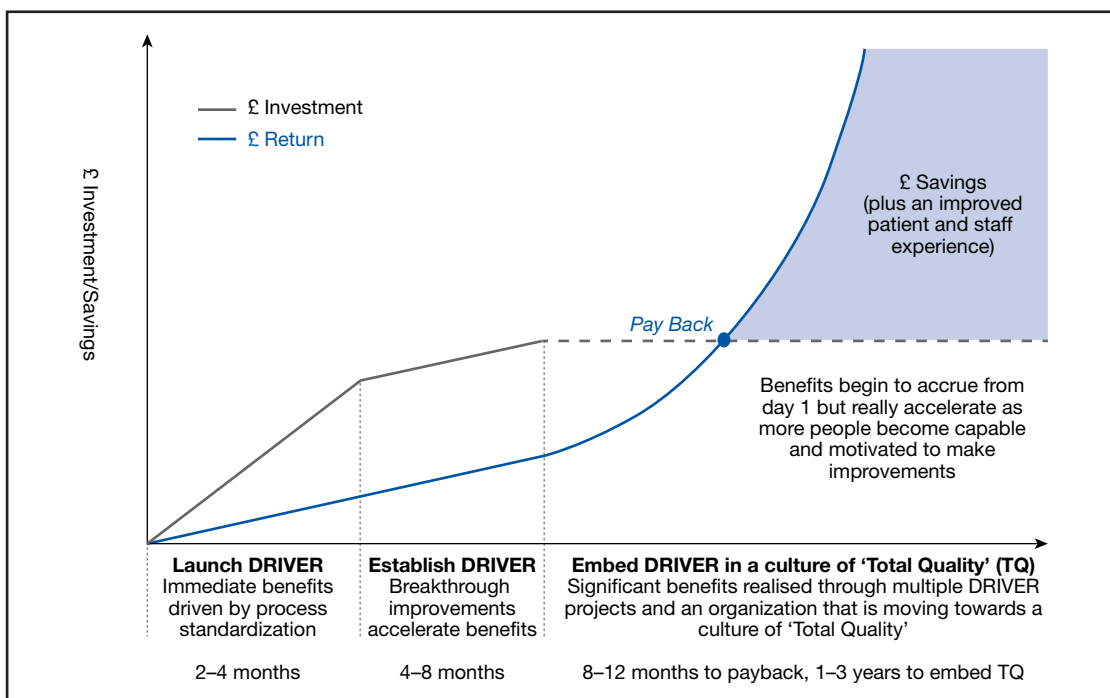 £ Investment
£ Return
£ Investment/Savings
£ Savings
(plus an improved
patient and staff
experience)
Pay Back
Benefits begin to accrue from
day 1 but really accelerate as
more people become capable
and motivated to make
improvements
Launch DRIVER
Immediate benefits
driven by process
standardization
2–4 months
Establish DRIVER
Breakthrough
improvements
accelerate benefits
4–8 months
Embed DRIVER in a culture of ‘Total Quality’ (TQ)
Significant benefits realised through multiple DRIVER
projects and an organization that is moving towards a
culture of ‘Total Quality’
8–12 months to payback, 1–3 years to embed TQ